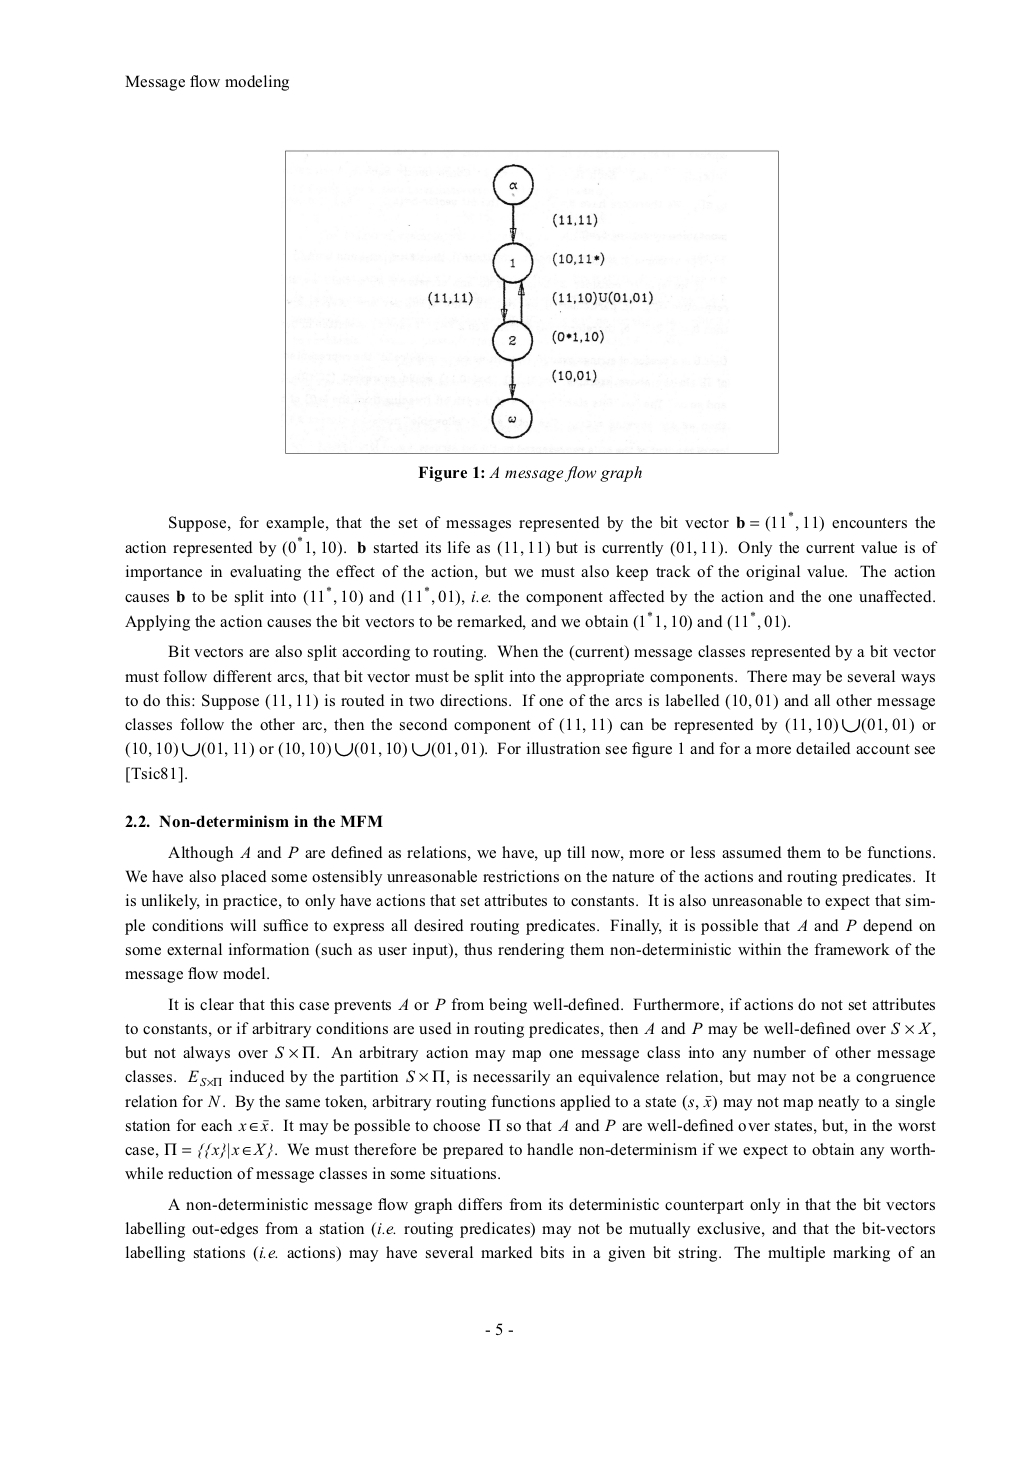 Message flow modeling
α
(11,11)
1
(10,11*)
(11,11)
(11,10)U(01,01)
2
(0*1,10)
(10,01)
ω
Figure 1: A message flow graph
Suppose, for example, that the set of messages represented by the bit vector b = (11*, 11) encounters the
action represented by (0*1, 10). b started its life as (11, 11) but is currently (01, 11). Only the current value is of
importance in evaluating the effect of the action, but we must also keep track of the original value. The action
causes b to be split into (11*, 10) and (11*, 01), i.e. the component affected by the action and the one unaffected.
Applying the action causes the bit vectors to be remarked, and we obtain (1*1, 10) and (11*, 01).
Bit vectors are also split according to routing. When the (current) message classes represented by a bit vector
must follow different arcs, that bit vector must be split into the appropriate components. There may be several ways
to do this: Suppose (11, 11) is routed in two directions. If one of the arcs is labelled (10, 01) and all other message
classes follow the other arc, then the second component of (11, 11) can be represented by (11, 10)∪(01, 01) or
(10, 10)∪(01, 11) or (10, 10)∪(01, 10)∪(01, 01). For illustration see figure 1 and for a more detailed account see
[Tsic81].
2.2. Non-determinism in the MFM
Although A and P are defined as relations, we have, up till now, more or less assumed them to be functions.
We have also placed some ostensibly unreasonable restrictions on the nature of the actions and routing predicates. It
is unlikely, in practice, to only have actions that set attributes to constants. It is also unreasonable to expect that sim-
ple conditions will suffice to express all desired routing predicates. Finally, it is possible that A and P depend on
some external information (such as user input), thus rendering them non-deterministic within the framework of the
message flow model.
It is clear that this case prevents A or P from being well-defined. Furthermore, if actions do not set attributes
to constants, or if arbitrary conditions are used in routing predicates, then A and P may be well-defined over S × X,
but not always over S × Π. An arbitrary action may map one message class into any number of other message
classes. E S×Π induced by the partition S × Π, is necessarily an equivalence relation, but may not be a congruence
relation for N. By the same token, arbitrary routing functions applied to a state (s, x̄) may not map neatly to a single
station for each x∈x̄. It may be possible to choose Π so that A and P are well-defined over states, but, in the worst
case, Π = {{x}|x∈X}. We must therefore be prepared to handle non-determinism if we expect to obtain any worth-
while reduction of message classes in some situations.
A non-deterministic message flow graph differs from its deterministic counterpart only in that the bit vectors
labelling out-edges from a station (i.e. routing predicates) may not be mutually exclusive, and that the bit-vectors
labelling stations (i.e. actions) may have several marked bits in a given bit string. The multiple marking of an
- 5 -